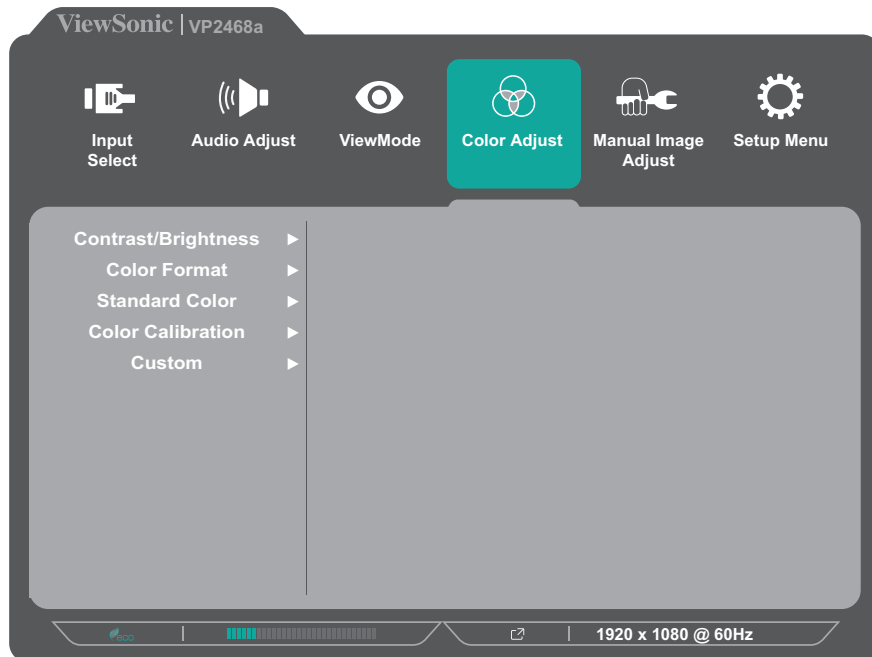 ViewSonic | VP2468a
Input Select
Audio Adjust
ViewMode
Color Adjust
Manual Image Adjust
Setup Menu
Contrast/Brightness
Color Format
Standard Color
Color Calibration
Custom
eco
1920 x 1080 @ 60Hz